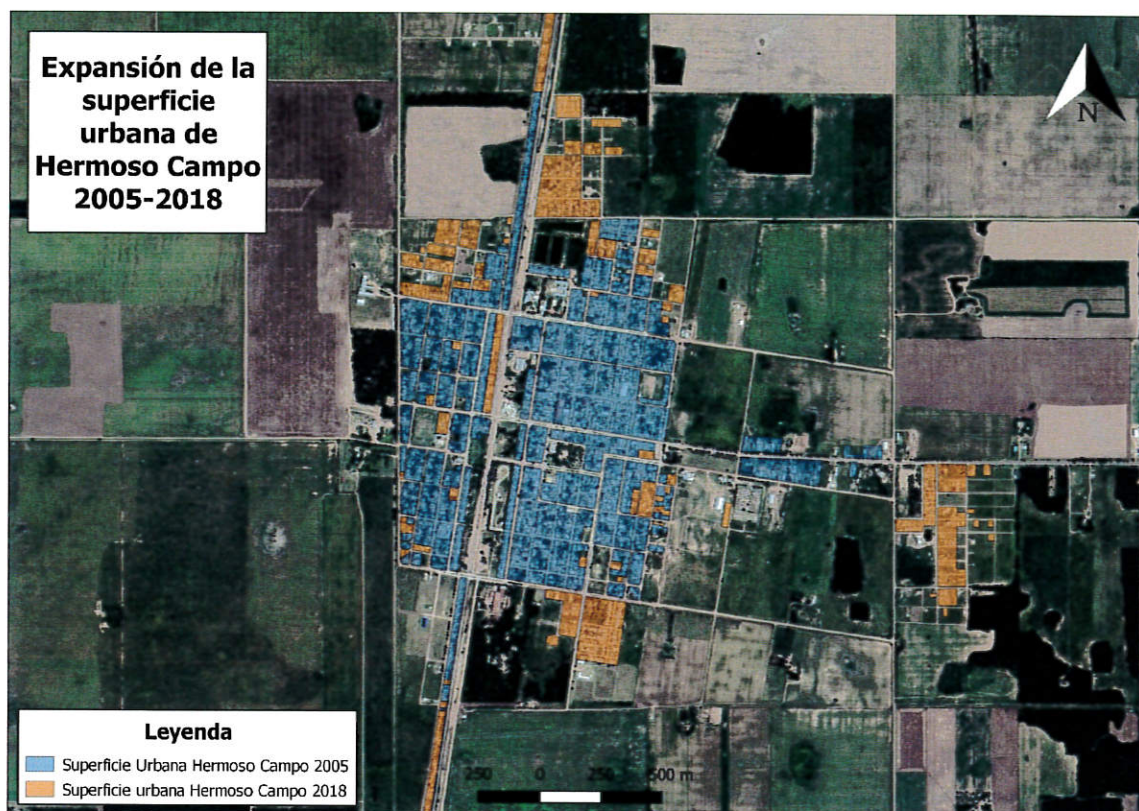 Expansión de la
superficie
urbana de
Hermoso Campo
2005-2018
N
Leyenda
Superficie Urbana Hermoso Campo 2005
Superficie urbana Hermoso Campo 2018
250 0 250 500 m